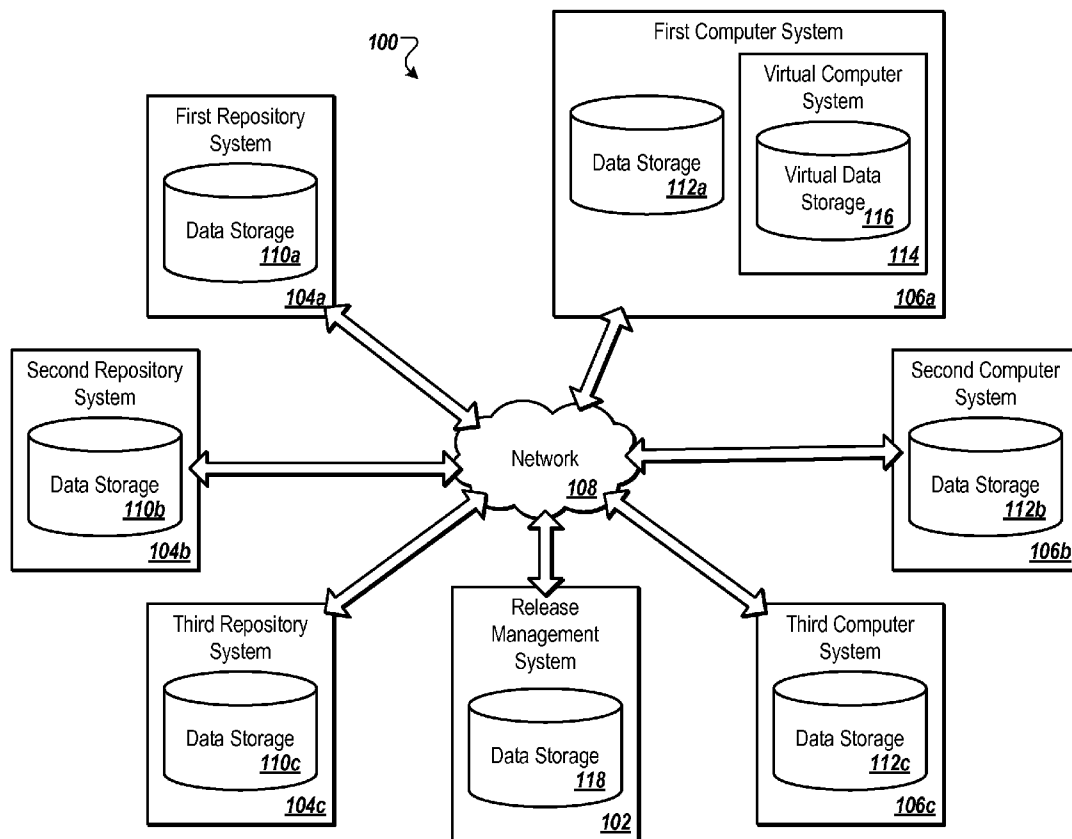 100
First Computer System
Data Storage
112a
Virtual Computer
System
Virtual Data
Storage
116
114
106a
First Repository
System
Data Storage
110a
104a
Second Repository
System
Data Storage
110b
104b
Network
108
Second Computer
System
Data Storage
112b
106b
Third Repository
System
Data Storage
110c
104c
Release
Management
System
Data Storage
118
102
Third Computer
System
Data Storage
112c
106c